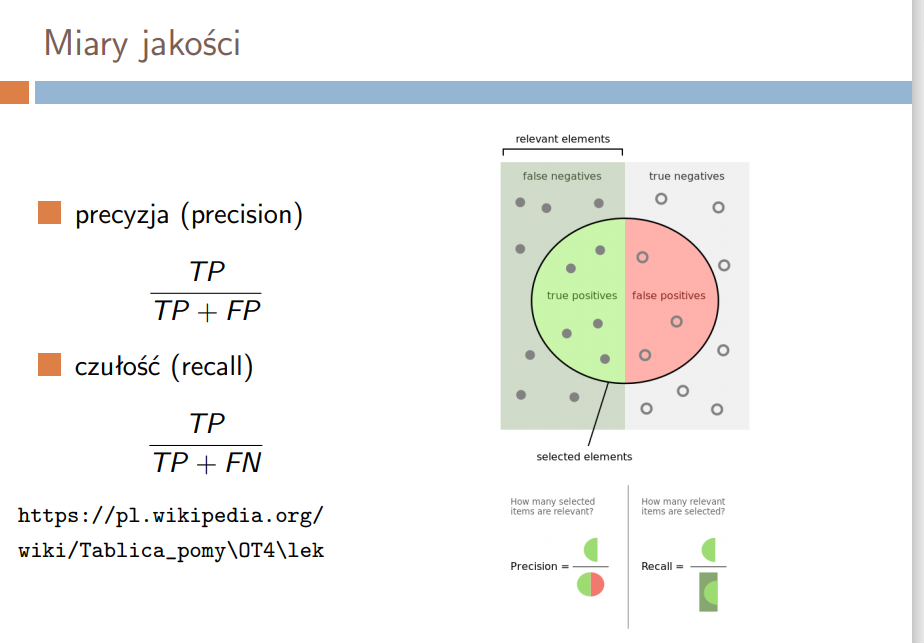 Miary jakości
precyzja (precision)
TP
TP + FP
czułość (recall)
TP
TP + FN
https://pl.wikipedia.org/
wiki/Tablica_pomy\OT4\lek
relevant elements
false negatives
true negatives
true positives
false positives
selected elements
How many selected
items are relevant?
Precision =
How many relevant
items are selected?
Recall =